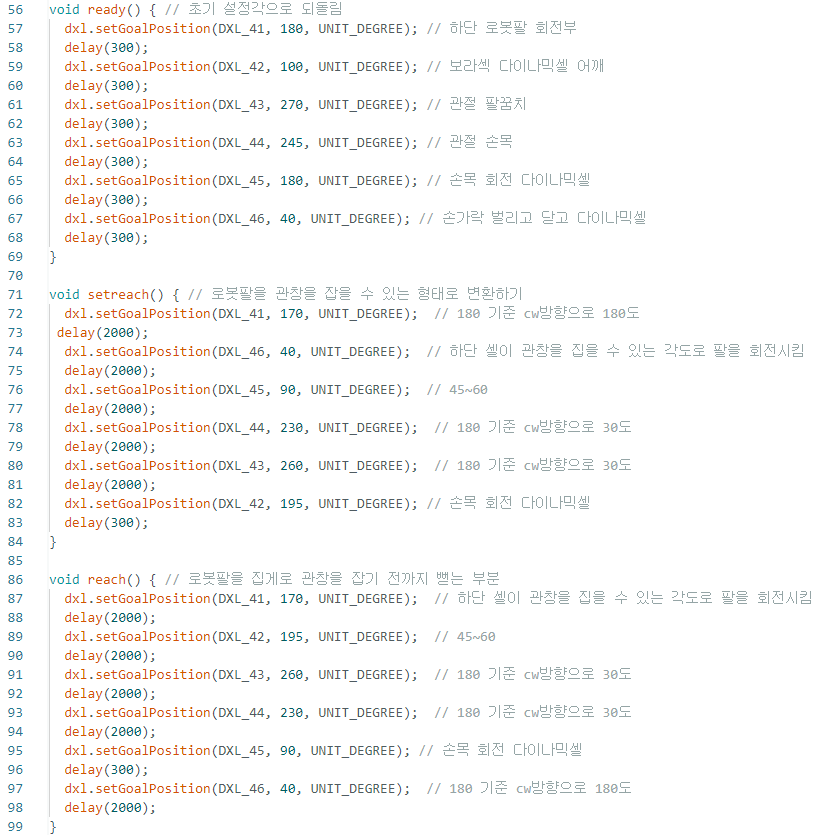 56 void ready() { // 초기 설정각으로 되돌림
57 dxl.setGoalPosition(DXL_41, 180, UNIT_DEGREE); // 하단 로봇팔 회전부
58 delay(300);
59 dxl.setGoalPosition(DXL_42, 100, UNIT_DEGREE); // 보라섹 다이나믹셀 어깨
60 delay(300);
61 dxl.setGoalPosition(DXL_43, 270, UNIT_DEGREE); // 관절 팔꿈치
62 delay(300);
63 dxl.setGoalPosition(DXL_44, 245, UNIT_DEGREE); // 관절 손목
64 delay(300);
65 dxl.setGoalPosition(DXL_45, 180, UNIT_DEGREE); // 손목 회전 다이나믹셀
66 delay(300);
67 dxl.setGoalPosition(DXL_46, 40, UNIT_DEGREE); // 손가락 벌리고 닫고 다이나믹셀
68 delay(300);
69 }
70
71 void setreach() { // 로봇팔을 관창을 잡을 수 있는 형태로 변환하기
72 dxl.setGoalPosition(DXL_41, 170, UNIT_DEGREE); // 180 기준 cw방향으로 180도
73 delay(2000);
74 dxl.setGoalPosition(DXL_46, 40, UNIT_DEGREE); // 하단 셀이 관창을 집을 수 있는 각도로 팔을 회전시킴
75 delay(2000);
76 dxl.setGoalPosition(DXL_45, 90, UNIT_DEGREE); // 45~60
77 delay(2000);
78 dxl.setGoalPosition(DXL_44, 230, UNIT_DEGREE); // 180 기준 cw방향으로 30도
79 delay(2000);
80 dxl.setGoalPosition(DXL_43, 260, UNIT_DEGREE); // 180 기준 cw방향으로 30도
81 delay(2000);
82 dxl.setGoalPosition(DXL_42, 195, UNIT_DEGREE); // 손목 회전 다이나믹셀
83 delay(300);
84 }
85
86 void reach() { // 로봇팔을 집게로 관창을 잡기 전까지 뻗는 부분
87 dxl.setGoalPosition(DXL_41, 170, UNIT_DEGREE); // 하단 셀이 관창을 집을 수 있는 각도로 팔을 회전시킴
88 delay(2000);
89 dxl.setGoalPosition(DXL_42, 195, UNIT_DEGREE); // 45~60
90 delay(2000);
91 dxl.setGoalPosition(DXL_43, 260, UNIT_DEGREE); // 180 기준 cw방향으로 30도
92 delay(2000);
93 dxl.setGoalPosition(DXL_44, 230, UNIT_DEGREE); // 180 기준 cw방향으로 30도
94 delay(2000);
95 dxl.setGoalPosition(DXL_45, 90, UNIT_DEGREE); // 손목 회전 다이나믹셀
96 delay(300);
97 dxl.setGoalPosition(DXL_46, 40, UNIT_DEGREE); // 180 기준 cw방향으로 180도
98 delay(2000);
99 }